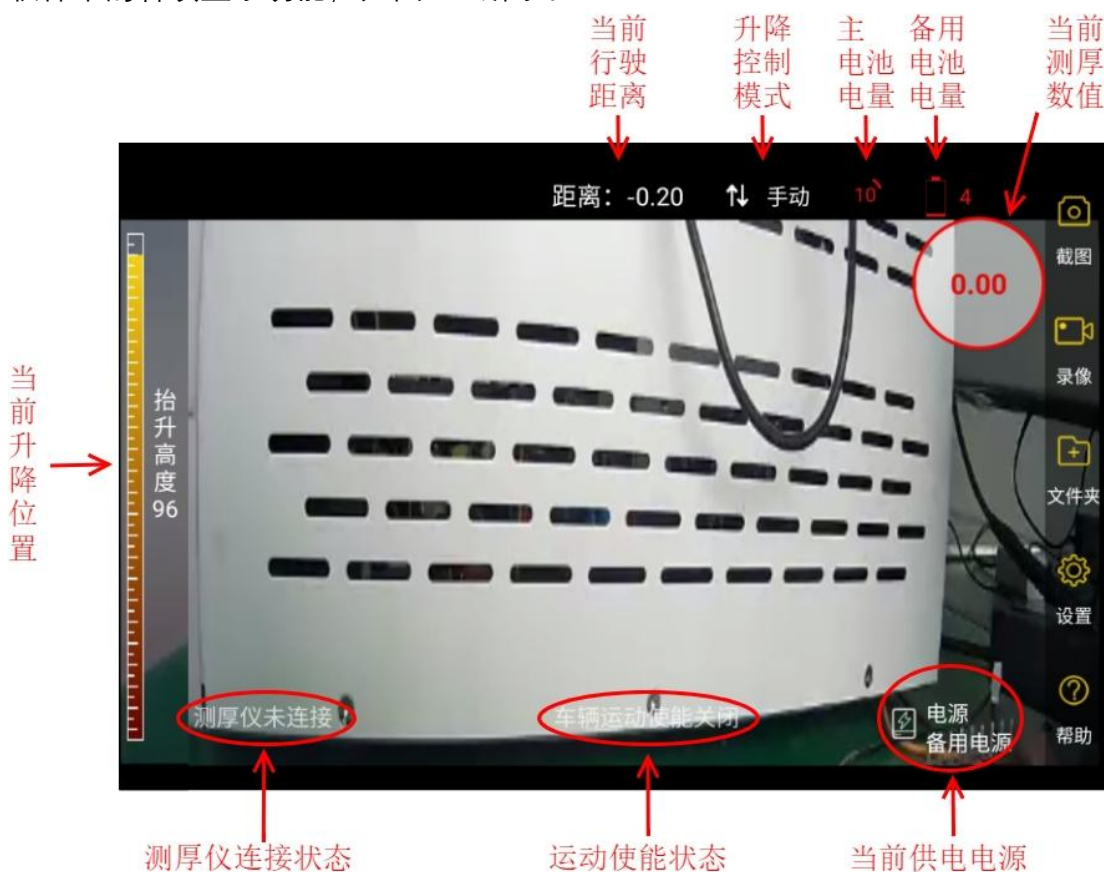 当前
行驶
距离
升降
控制
模式
主
电池
电量
备用
电池
电量
当前
测厚
数值
距离：-0.20
手动
10
4
截图
0.00
录像
当前升降位置
抬升高度
96
文件夹
设置
测厚仪未连接
车辆运动使能关闭
电源
备用电源
帮助
测厚仪连接状态
运动使能状态
当前供电电源